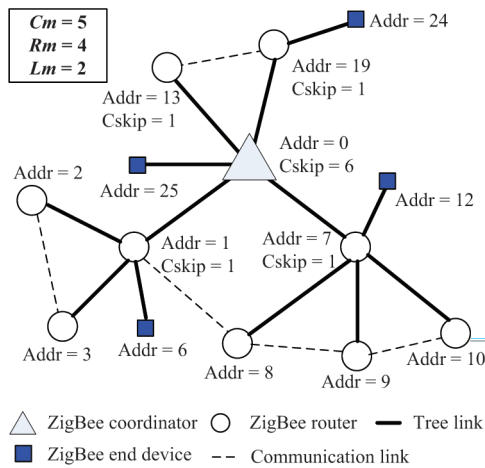 Cm = 5
Rm = 4
Lm = 2
Addr = 24
Addr = 19
Cskip = 1
Addr = 13
Cskip = 1
Addr = 0
Cskip = 6
Addr = 25
Addr = 2
Addr = 12
Addr = 1
Cskip = 1
Addr = 7
Cskip = 1
Addr = 3
Addr = 6
Addr = 8
Addr = 9
Addr = 10
ZigBee coordinator
ZigBee router
Tree link
ZigBee end device
Communication link